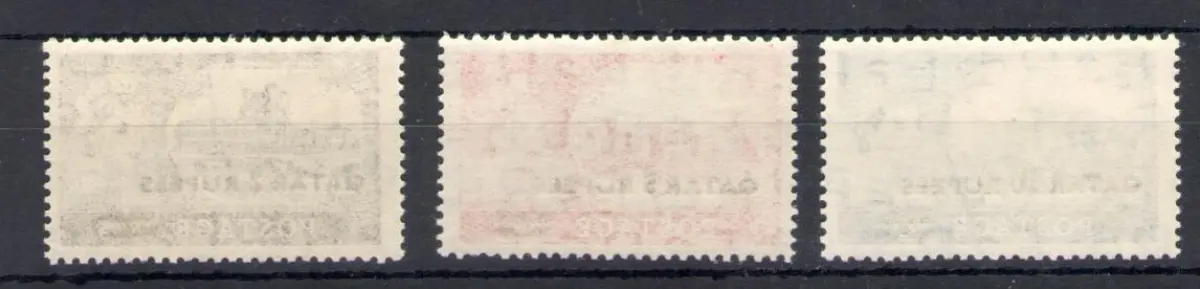 QATAR 2 RUPEES
POSTAGE
QATAR 5 RUPEES
POSTAGE
QATAR 10 RUPEES
POSTAGE